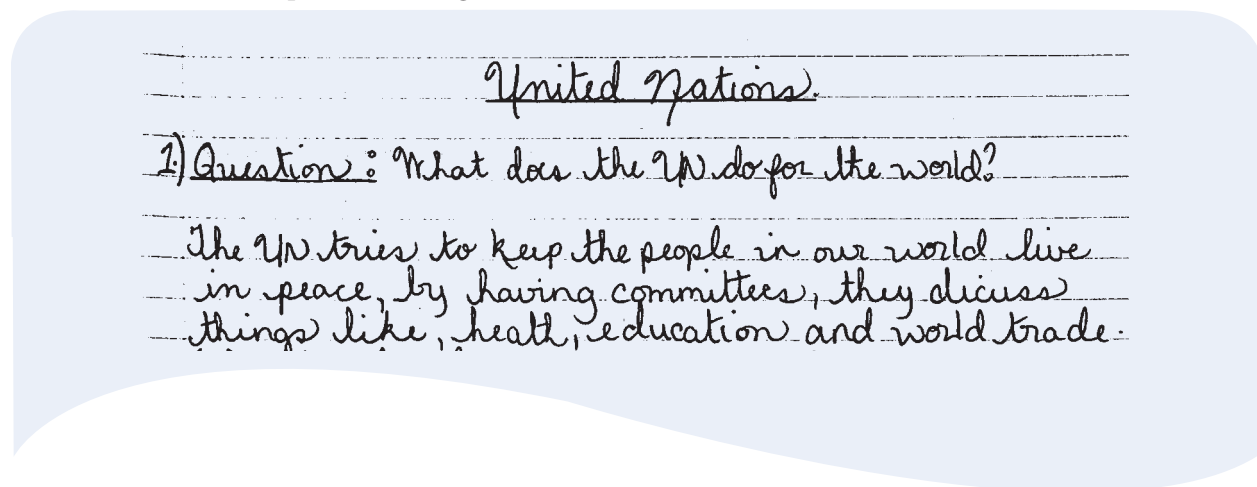 United Nations.
1.) Question: What does the UN do for the world?
The UN tries to keep the people in our world live
in peace, by having committees, they dicuss
things like, heath, education and world trade.